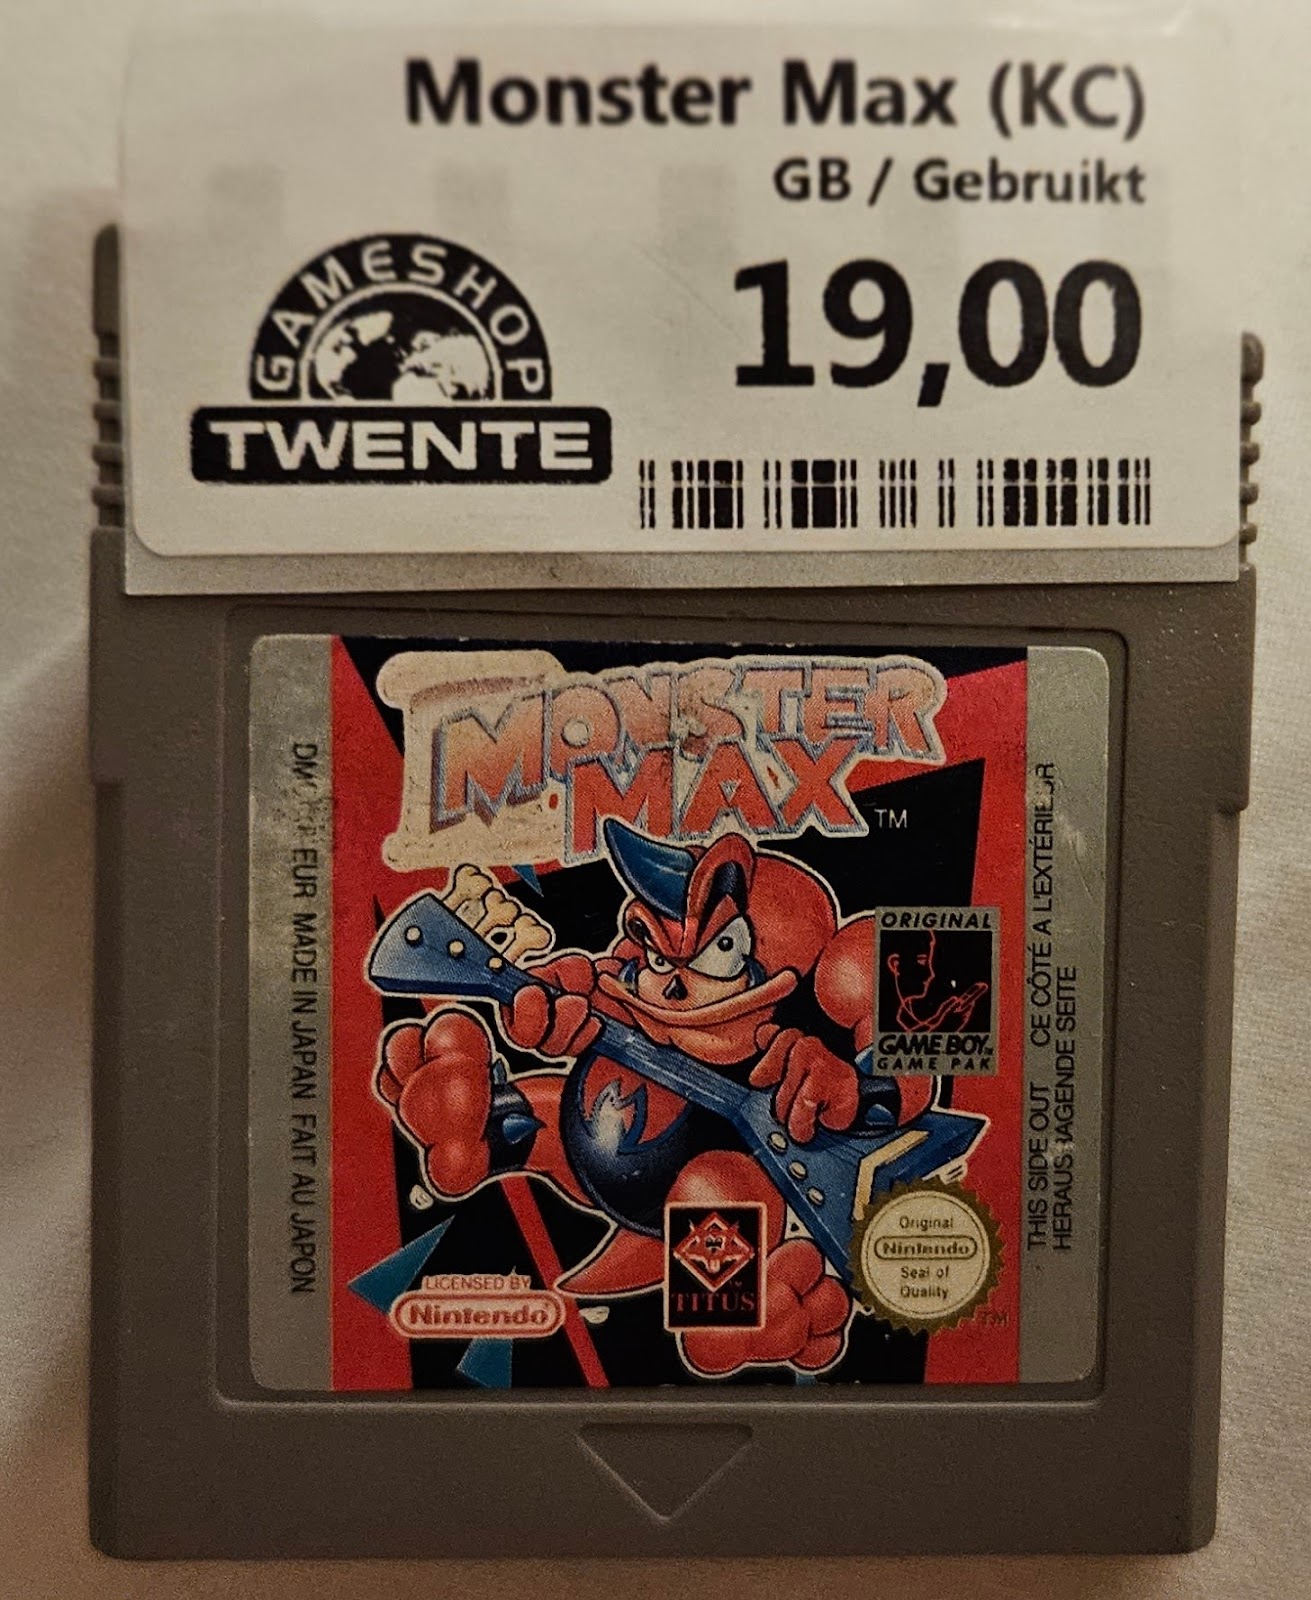 Monster Max (KC)
GB / Gebruikt
19,00
GAMESHOP
TWENTE
MONSTER
MAX
TM
ORIGINAL
GAME BOY TM
GAME PAK
EUR MADE IN JAPAN FAIT AU JAPON
THIS SIDE OUT CE CÔTÉ A L'EXTÉRIEUR
HERAUSRAGENDE SEITE
LICENSED BY
Nintendo
TITUS
Original
Nintendo
Seal of
Quality
TM